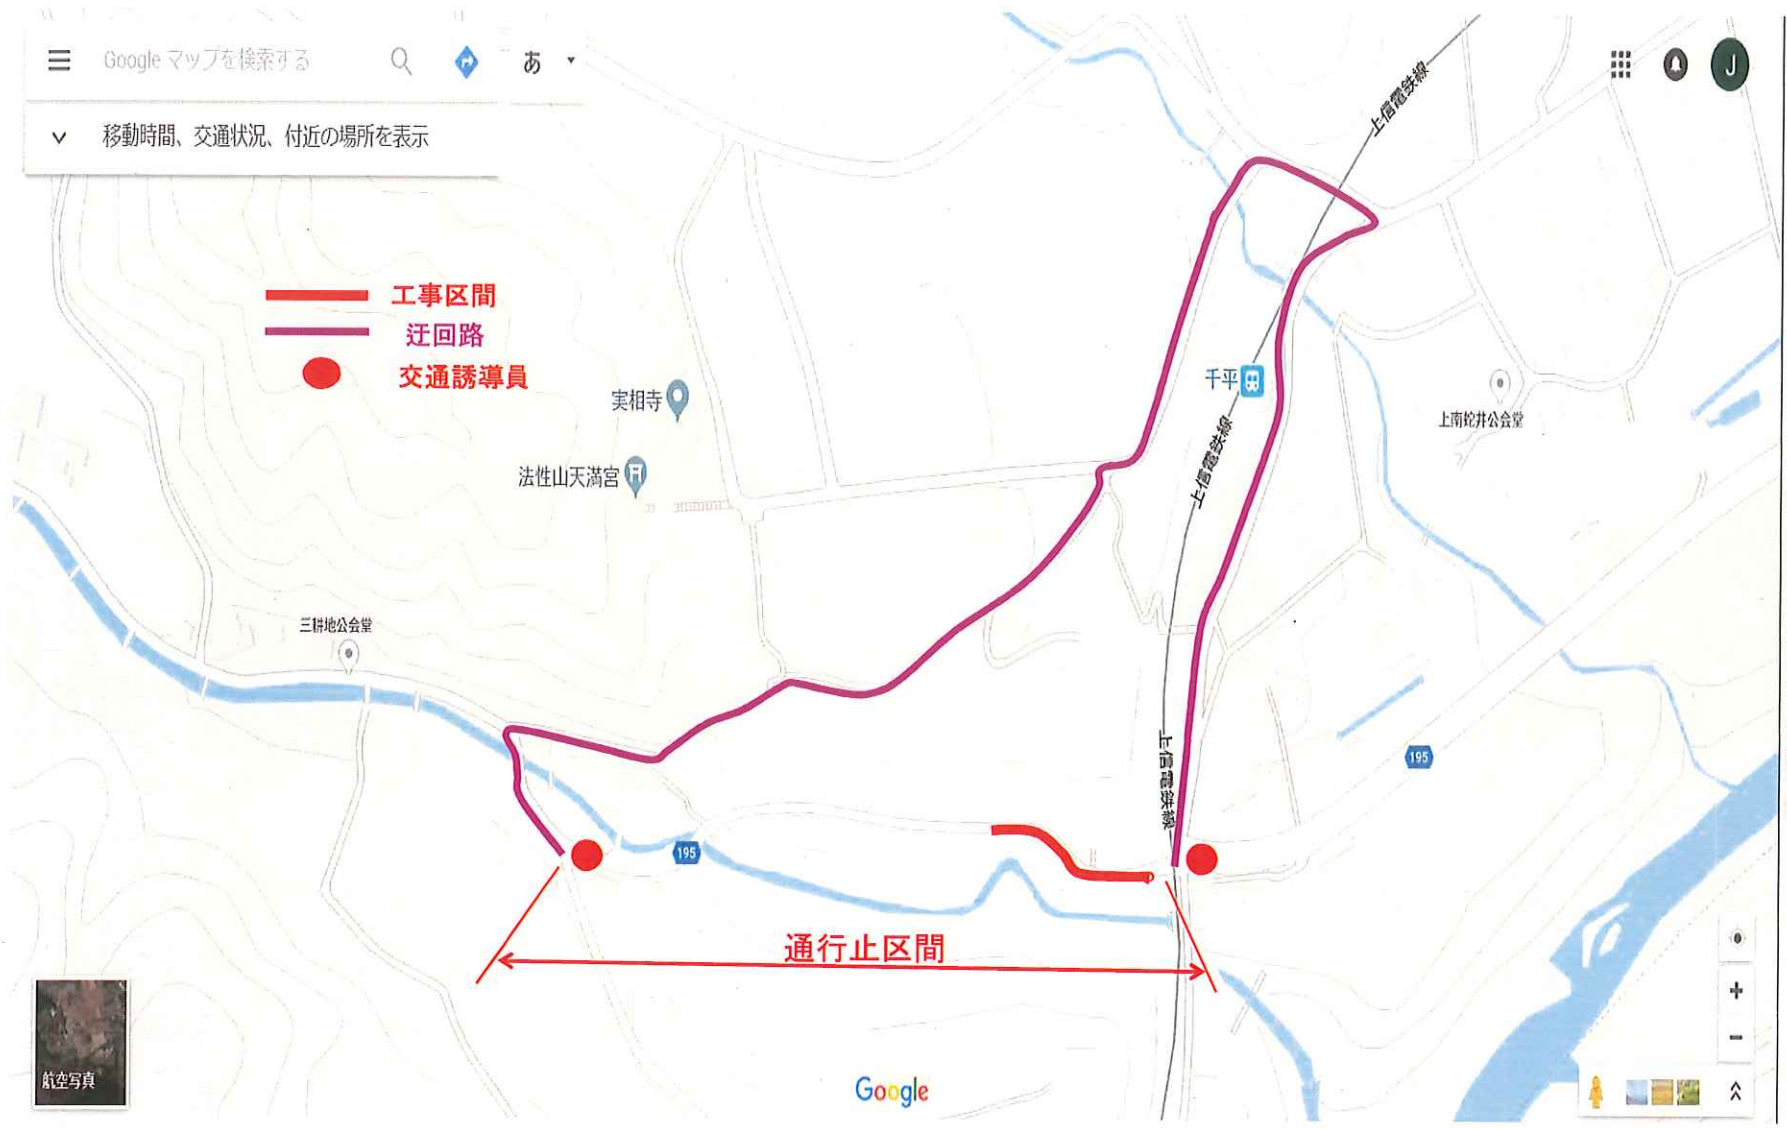 Google マップを検索する
あ
J
移動時間、交通状況、付近の場所を表示
上信電鉄線
工事区間
迂回路
交通誘導員
千平
実相寺
上南蛇井公会堂
上信電鉄線
法性山天満宮
三耕地公会堂
上信電鉄線
195
195
通行止区間
航空写真
Google